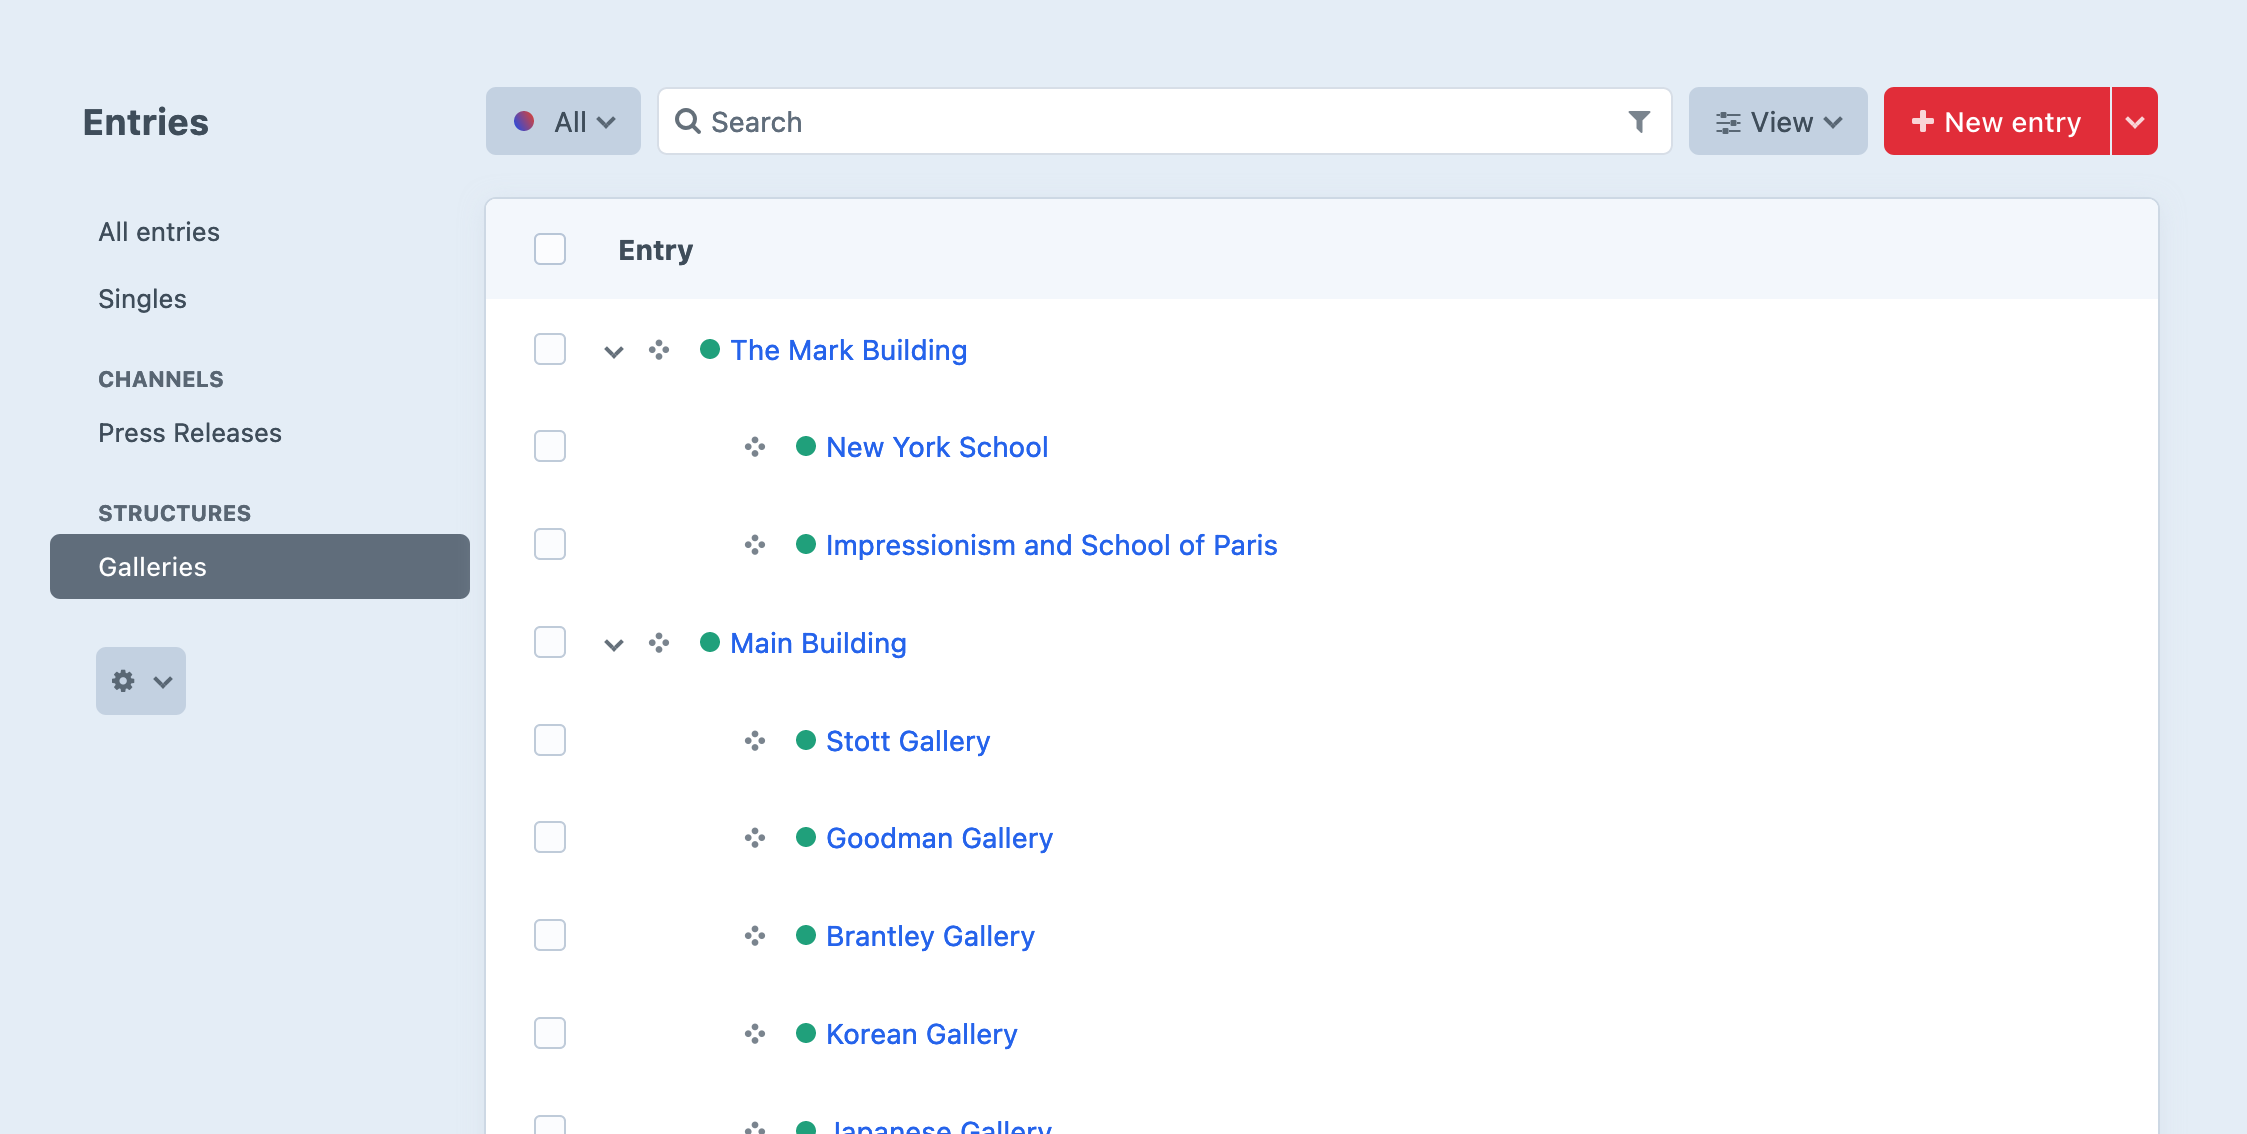 Entries
All
Search
View
New entry
All entries
Singles
CHANNELS
Press Releases
STRUCTURES
Galleries
Entry
The Mark Building
New York School
Impressionism and School of Paris
Main Building
Stott Gallery
Goodman Gallery
Brantley Gallery
Korean Gallery
Japanese Gallery